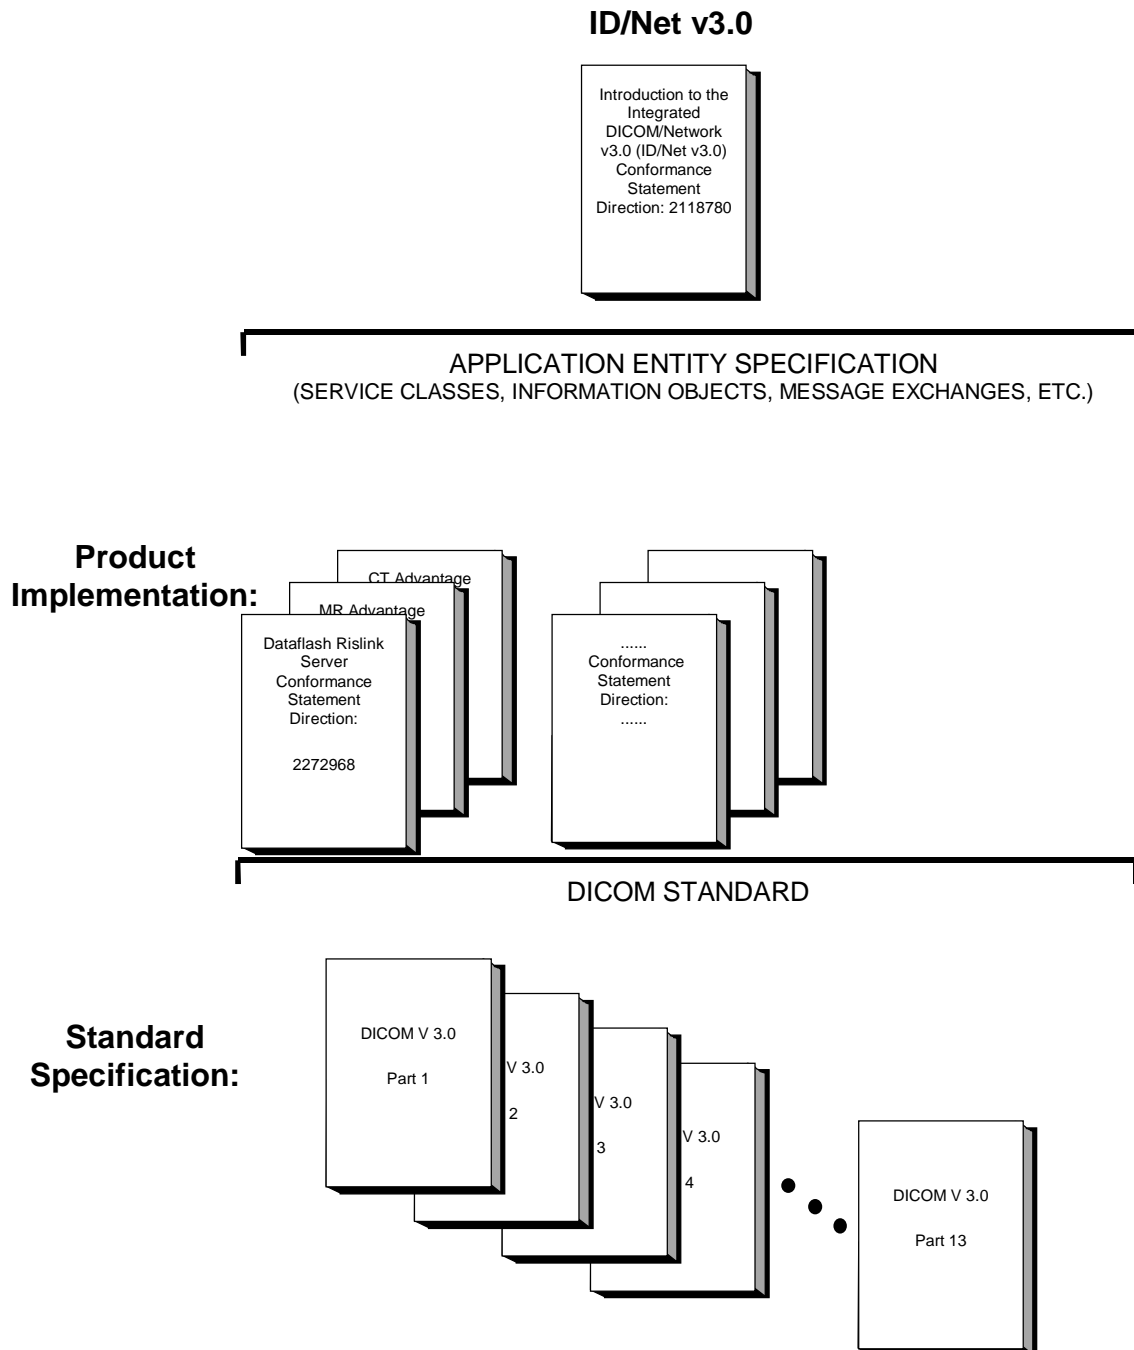 ID/Net v3.0
Introduction to the
Integrated
DICOM/Network
v3.0 (ID/Net v3.0)
Conformance
Statement
Direction: 2118780
APPLICATION ENTITY SPECIFICATION
(SERVICE CLASSES, INFORMATION OBJECTS, MESSAGE EXCHANGES, ETC.)
Product
Implementation:
CT Advantage
MR Advantage
Dataflash Rislink
Server
Conformance
Statement
Direction:
2272968
......
Conformance
Statement
Direction:
......
DICOM STANDARD
Standard
Specification:
DICOM V 3.0
Part 1
V 3.0
2
V 3.0
3
V 3.0
4
DICOM V 3.0
Part 13